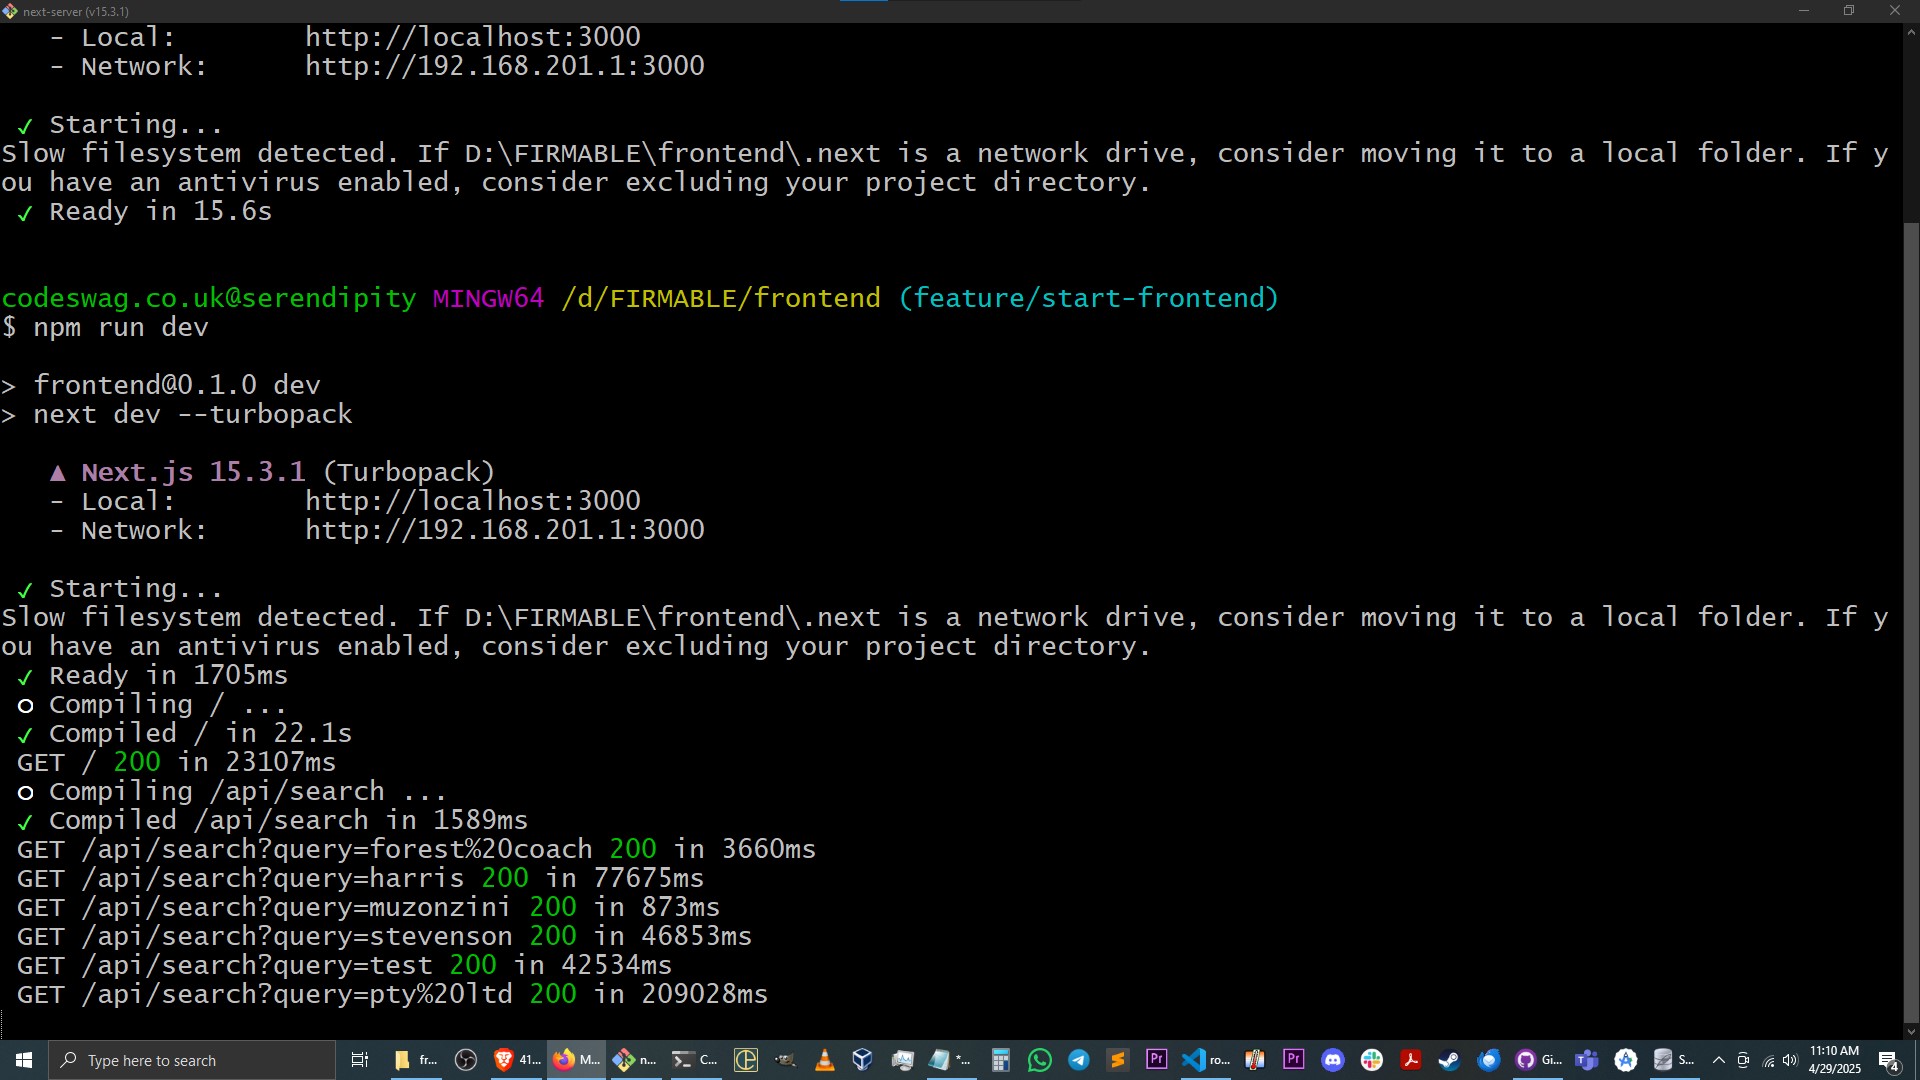 next-server (v15.3.1)
- Local: http://localhost:3000
- Network: http://192.168.201.1:3000
✓ Starting...
Slow filesystem detected. If D:\FIRMABLE\frontend\.next is a network drive, consider moving it to a local folder. If y
ou have an antivirus enabled, consider excluding your project directory.
✓ Ready in 15.6s
codeswag.co.uk@serendipity MINGW64 /d/FIRMABLE/frontend (feature/start-frontend)
$ npm run dev
> frontend@0.1.0 dev
> next dev --turbopack
▲ Next.js 15.3.1 (Turbopack)
- Local: http://localhost:3000
- Network: http://192.168.201.1:3000
✓ Starting...
Slow filesystem detected. If D:\FIRMABLE\frontend\.next is a network drive, consider moving it to a local folder. If y
ou have an antivirus enabled, consider excluding your project directory.
✓ Ready in 1705ms
○ Compiling / ...
✓ Compiled / in 22.1s
GET / 200 in 23107ms
○ Compiling /api/search ...
✓ Compiled /api/search in 1589ms
GET /api/search?query=forest%20coach 200 in 3660ms
GET /api/search?query=harris 200 in 77675ms
GET /api/search?query=muzonzini 200 in 873ms
GET /api/search?query=stevenson 200 in 46853ms
GET /api/search?query=test 200 in 42534ms
GET /api/search?query=pty%20ltd 200 in 209028ms
Type here to search fr... 41... M... n... C... *... Pr ro... Pr Gi... S... 11:10 AM
4/29/2025 4